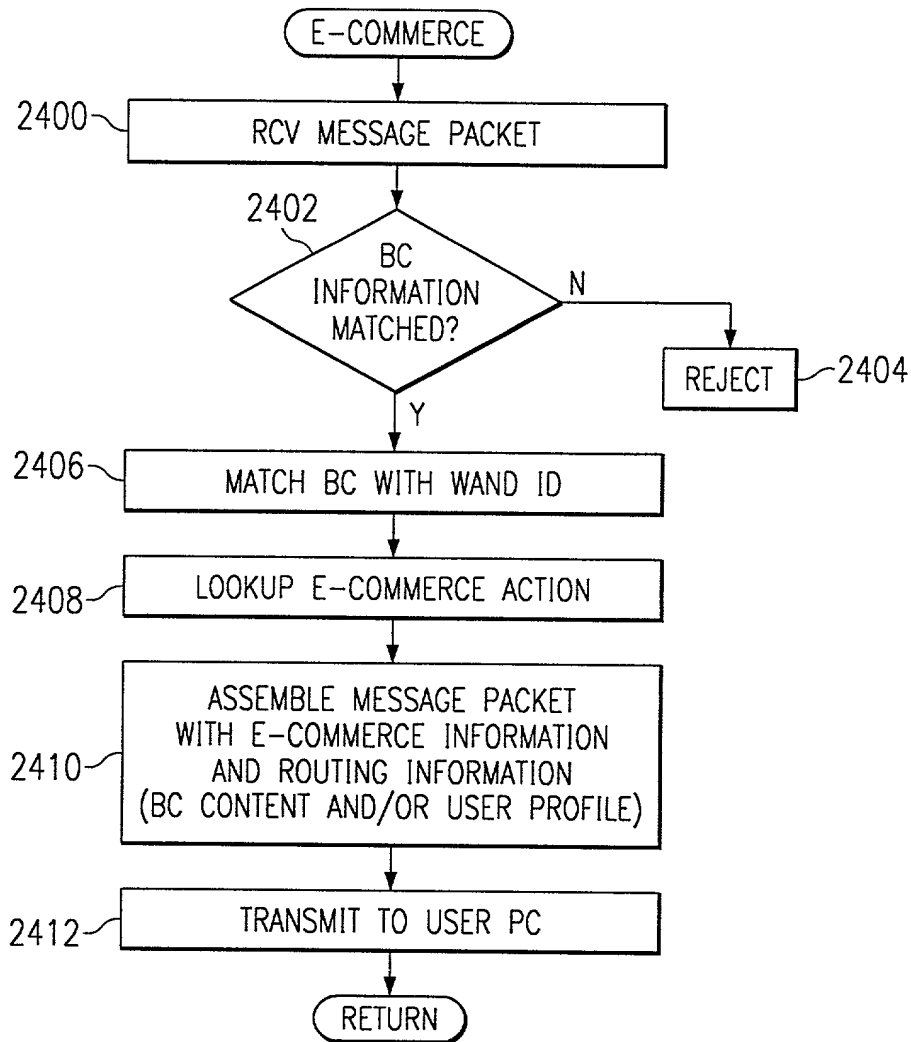 E-COMMERCE
2400
RCV MESSAGE PACKET
2402
BC
INFORMATION
MATCHED?
N
REJECT
2404
Y
2406
MATCH BC WITH WAND ID
2408
LOOKUP E-COMMERCE ACTION
2410
ASSEMBLE MESSAGE PACKET
WITH E-COMMERCE INFORMATION
AND ROUTING INFORMATION
(BC CONTENT AND/OR USER PROFILE)
2412
TRANSMIT TO USER PC
RETURN